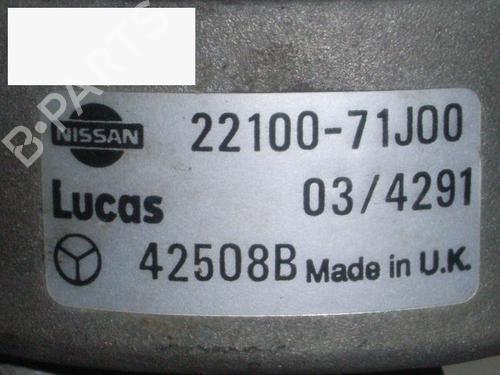 B-PARTS
NISSAN 22100-71J00
Lucas 03/4291
42508B Made in U.K.